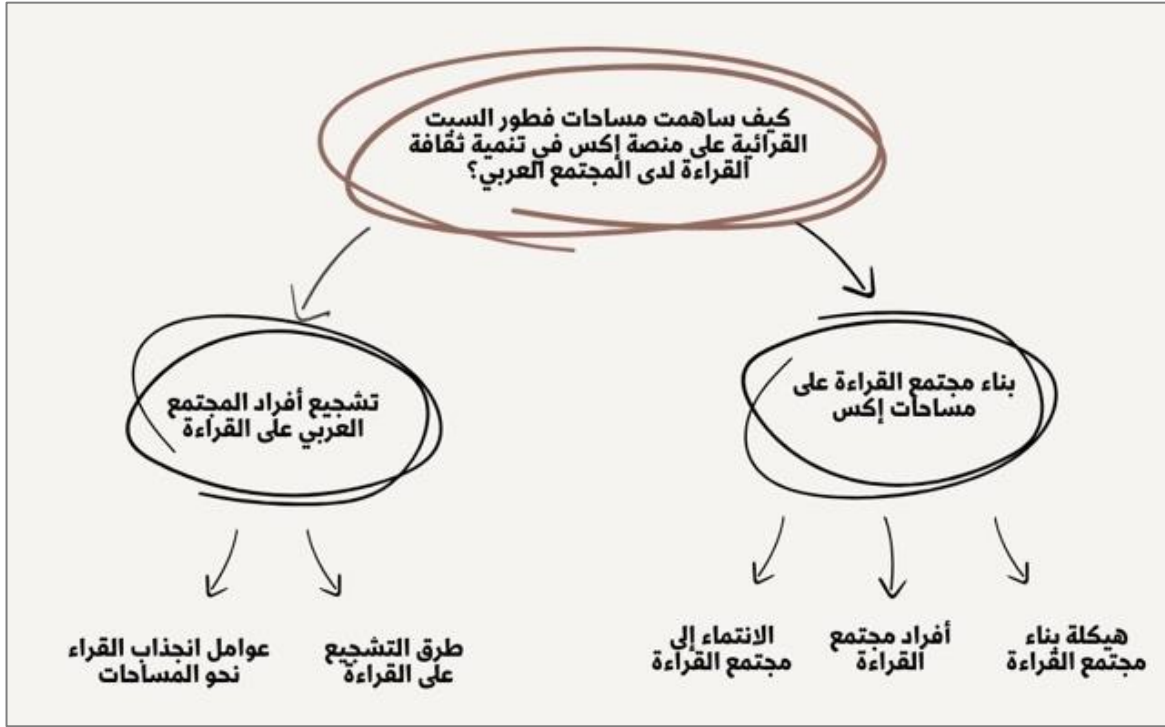 كيف ساهمت مساحات فطور السبت
القرائية على منصة إكس في تنمية ثقافة
القراءة لدى المجتمع العربي؟
بناء مجتمع القراءة على
مساحات إكس
تشجيع أفراد المجتمع
العربي على القراءة
هيكلة بناء
مجتمع القراءة
أفراد مجتمع
القراءة
الانتماء إلى
مجتمع القراءة
طرق التشجيع
على القراءة
عوامل انجذاب القراء
نحو المساحات